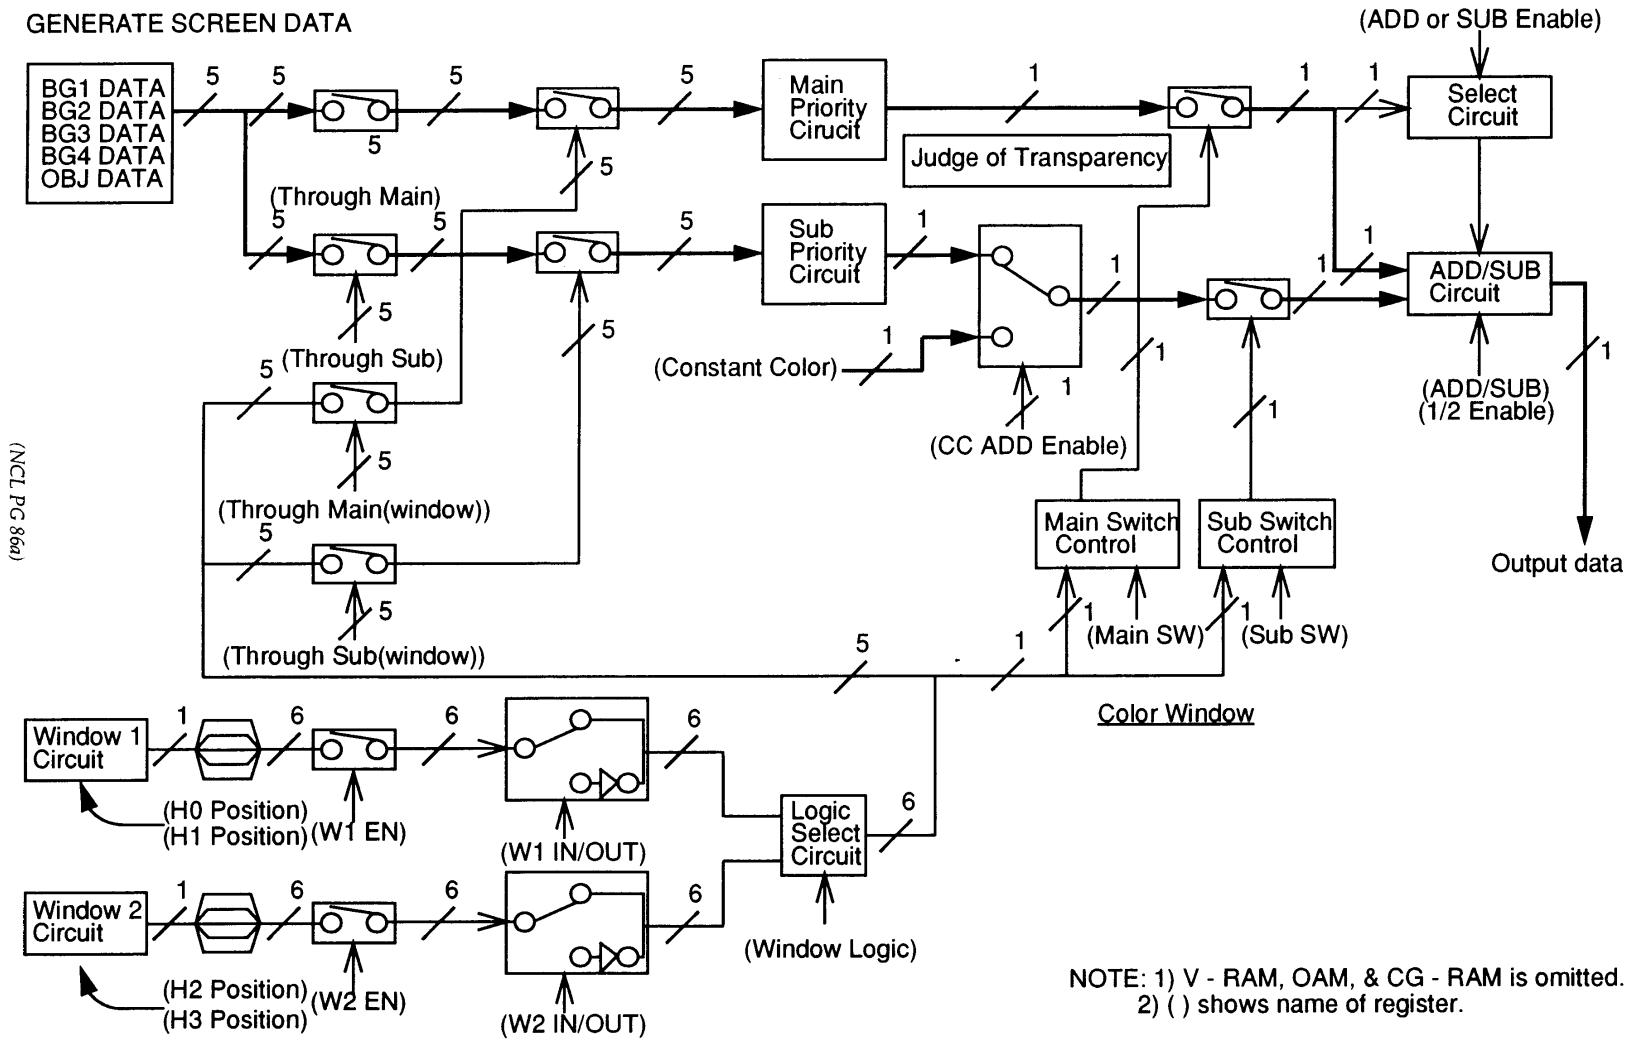 GENERATE SCREEN DATA
(ADD or SUB Enable)
BG1 DATA
BG2 DATA
BG3 DATA
BG4 DATA
OBJ DATA
5
5
5
5
5
Main
Priority
Cirucit
1
1
1
Select
Circuit
5
5
Judge of Transparency
(Through Main)
5
5
5
Sub
Priority
Circuit
1
1
1
1
ADD/SUB
Circuit
5
5
(Through Sub)
1
(Constant Color)
1
1
1
(ADD/SUB)
(1/2 Enable)
5
1
(CC ADD Enable)
5
(Through Main(window))
Main Switch
Control
Sub Switch
Control
5
Output data
5
1
(Main SW)
1
(Sub SW)
(Through Sub(window))
5
1
Color Window
Window 1
Circuit
1
6
6
6
(H0 Position)
(H1 Position)
(W1 EN)
(W1 IN/OUT)
Logic
Select
Circuit
6
Window 2
Circuit
1
6
6
6
(H2 Position)
(H3 Position)
(W2 EN)
(W2 IN/OUT)
(Window Logic)
NOTE: 1) V - RAM, OAM, & CG - RAM is omitted.
2) ( ) shows name of register.
(NCL PG 86a)